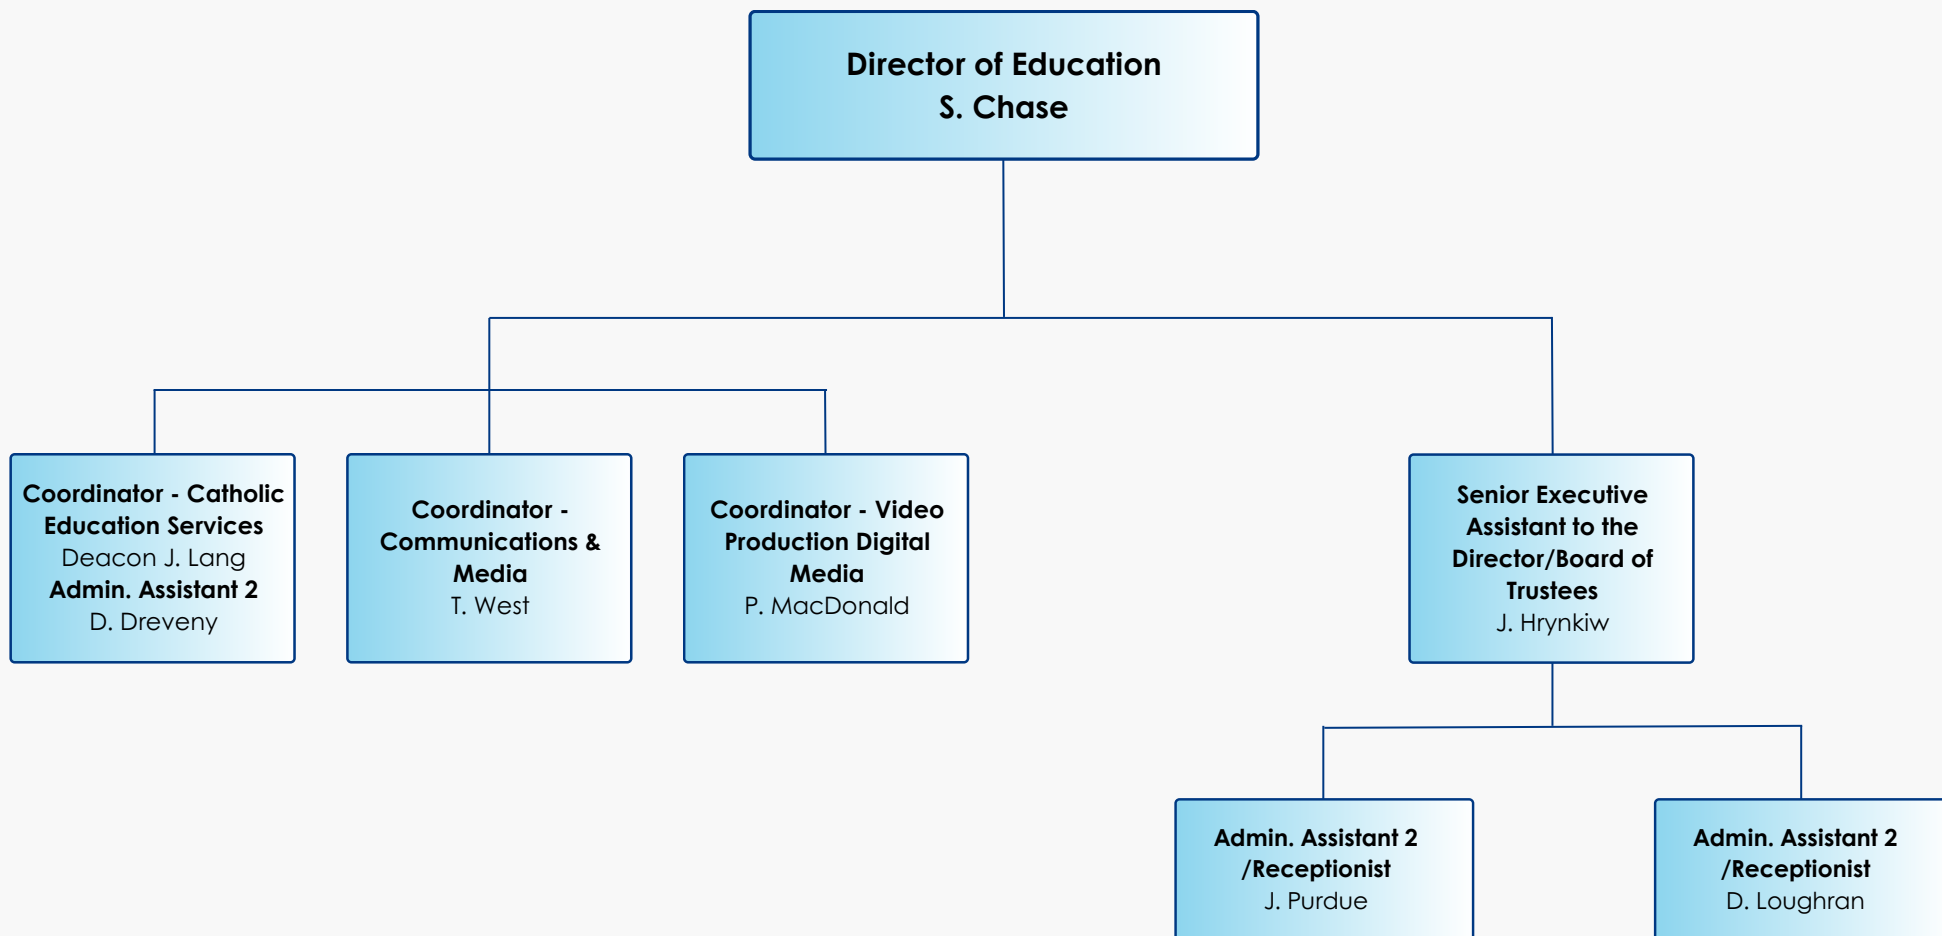 Director of Education
S. Chase
Coordinator - Catholic
Education Services
Deacon J. Lang
Admin. Assistant 2
D. Dreveny
Coordinator -
Communications &
Media
T. West
Coordinator - Video
Production Digital
Media
P. MacDonald
Senior Executive
Assistant to the
Director/Board of
Trustees
J. Hrynkiw
Admin. Assistant 2
/Receptionist
J. Purdue
Admin. Assistant 2
/Receptionist
D. Loughran